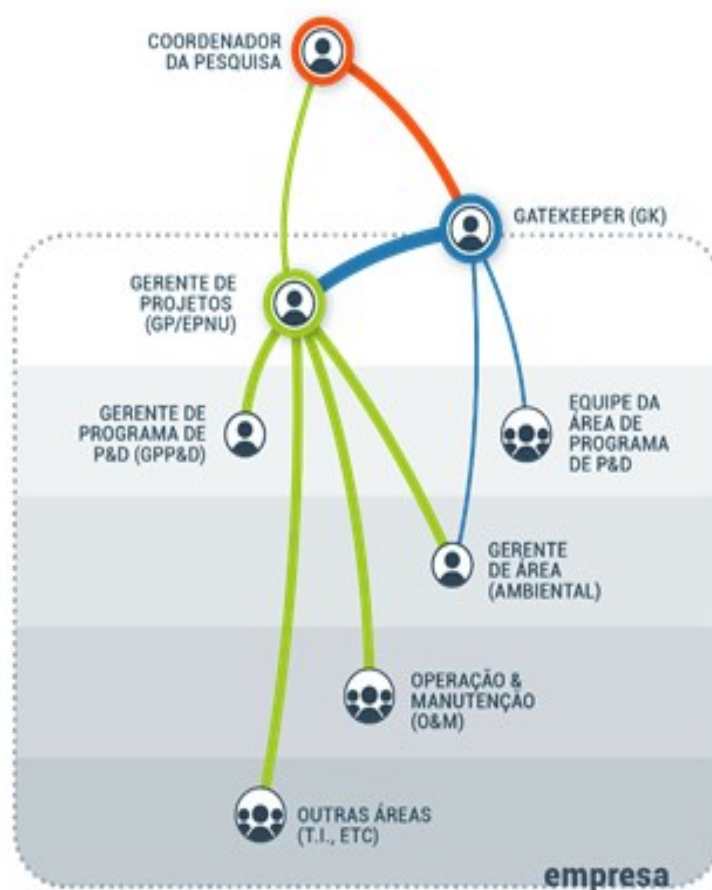 COORDENADOR
DA PESQUISA
GATEKEEPER (GK)
GERENTE DE
PROJETOS
(GP/EPNU)
GERENTE DE
PROGRAMA DE
P&D (GPP&D)
EQUIPE DA
ÁREA DE
PROGRAMA
DE P&D
GERENTE
DE ÁREA
(AMBIENTAL)
OPERAÇÃO &
MANUTENÇÃO
(O&M)
OUTRAS ÁREAS
(T.I., ETC)
empresa